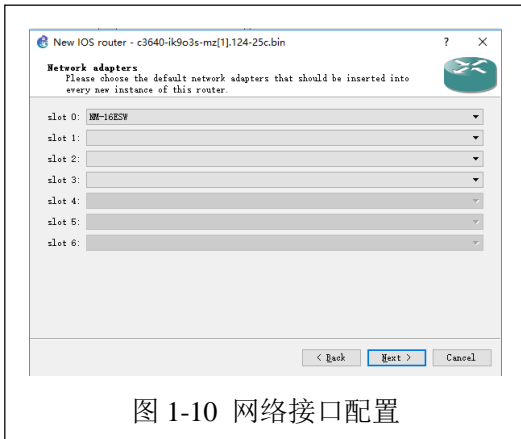 New IOS router - c3640-ik9o3s-mz[1].124-25c.bin ? ×
Network adapters
Please choose the default network adapters that should be inserted into
every new instance of this router.
slot 0: NM-16ESW
slot 1:
slot 2:
slot 3:
slot 4:
slot 5:
slot 6:
< Back Next > Cancel
图 1-10 网络接口配置